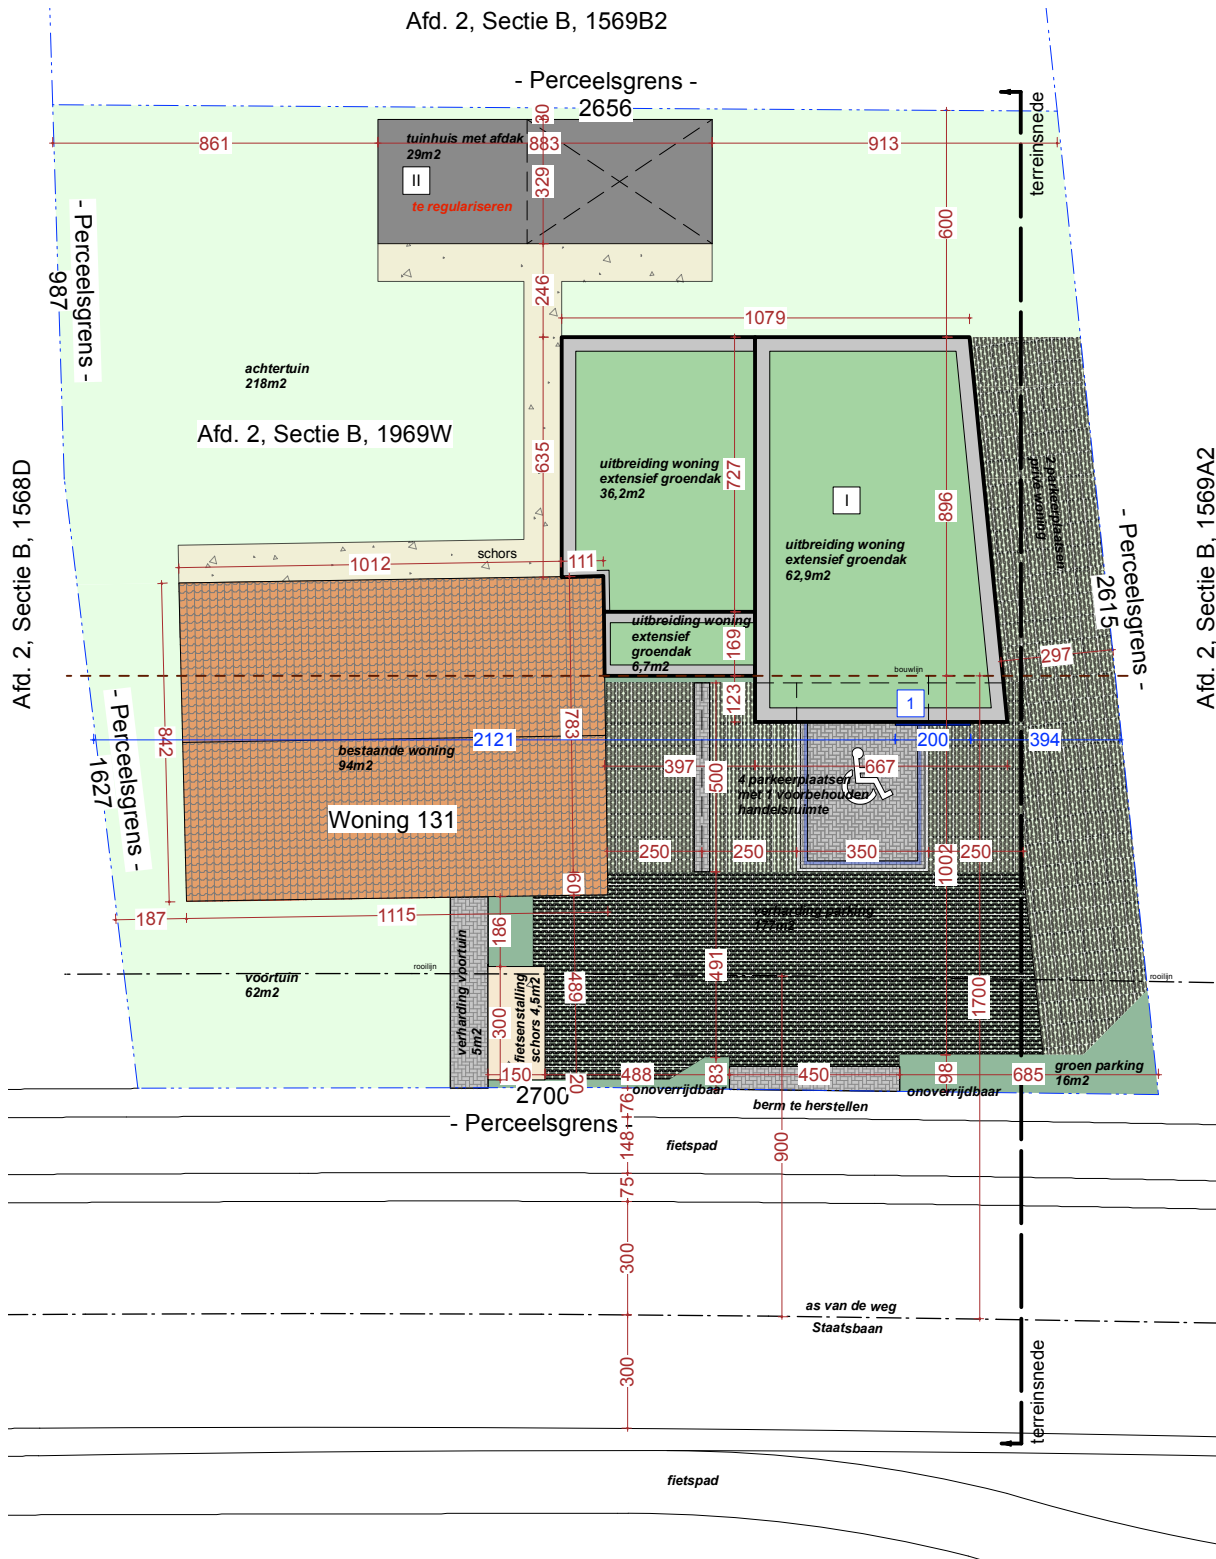 Afd. 2, Sectie B, 1569B2
- Perceelsgrens -
2656
terreinsnede
30
tuinhuis met afdak
29m2
861
883
913
II
329
te regulariseren
600
- Perceelsgrens -
987
246
1079
achtertuin
218m2
Afd. 2, Sectie B, 1969W
635
uitbreiding woning
extensief groendak
36,2m2
727
I
896
2 parkeerplaatsen
privé woning
Afd. 2, Sectie B, 1568D
Afd. 2, Sectie B, 1569A2
- Perceelsgrens -
2615
uitbreiding woning
extensief groendak
62,9m2
schors
1012
111
uitbreiding woning
extensief
groendak
6,7m2
169
297
bouwlijn
123
1
- Perceelsgrens -
1627
842
783
2121
200
394
bestaande woning
94m2
397
500
667
4 parkeerplaatsen
met 1 voorbehouden
handelsruimte
Woning 131
250
250
350
1002
250
60
187
1115
186
verharding parking
177m2
verharding voortuin
5m2
491
rooilijn
rooilijn
voortuin
62m2
fietsenstalling
schors 4,5m2
489
300
1700
150
20
488
83
450
98
685
groen parking
16m2
2700
onoverrijdbaar
onoverrijdbaar
76
berm te herstellen
- Perceelsgrens -
148
fietspad
900
75
300
as van de weg
Staatsbaan
300
terreinsnede
fietspad